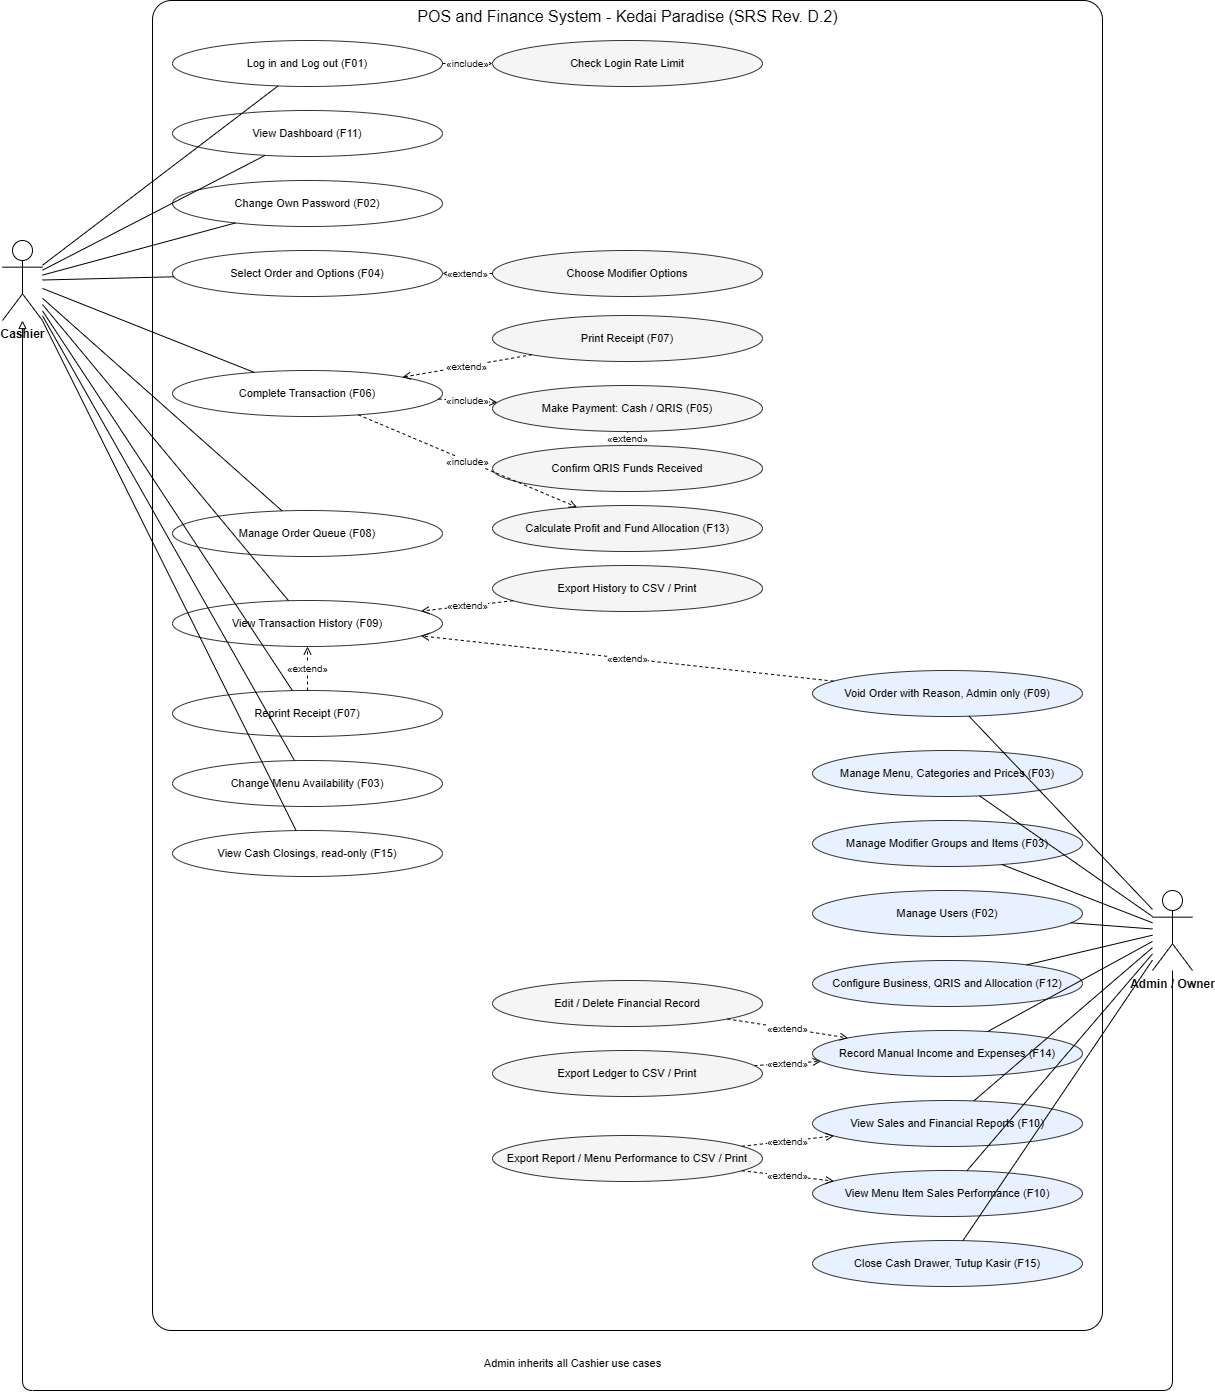 POS and Finance System - Kedai Paradise (SRS Rev. D.2)
Log in and Log out (F01)
«include»
Check Login Rate Limit
View Dashboard (F11)
Change Own Password (F02)
Select Order and Options (F04)
«extend»
Choose Modifier Options
Cashier
Print Receipt (F07)
«extend»
Complete Transaction (F06)
«include»
Make Payment: Cash / QRIS (F05)
«extend»
«include»
Confirm QRIS Funds Received
Calculate Profit and Fund Allocation (F13)
Manage Order Queue (F08)
Export History to CSV / Print
«extend»
View Transaction History (F09)
«extend»
«extend»
Void Order with Reason, Admin only (F09)
Reprint Receipt (F07)
Change Menu Availability (F03)
Manage Menu, Categories and Prices (F03)
View Cash Closings, read-only (F15)
Manage Modifier Groups and Items (F03)
Manage Users (F02)
Configure Business, QRIS and Allocation (F12)
Admin / Owner
Edit / Delete Financial Record
«extend»
Record Manual Income and Expenses (F14)
Export Ledger to CSV / Print
«extend»
View Sales and Financial Reports (F10)
«extend»
Export Report / Menu Performance to CSV / Print
«extend»
View Menu Item Sales Performance (F10)
Close Cash Drawer, Tutup Kasir (F15)
Admin inherits all Cashier use cases